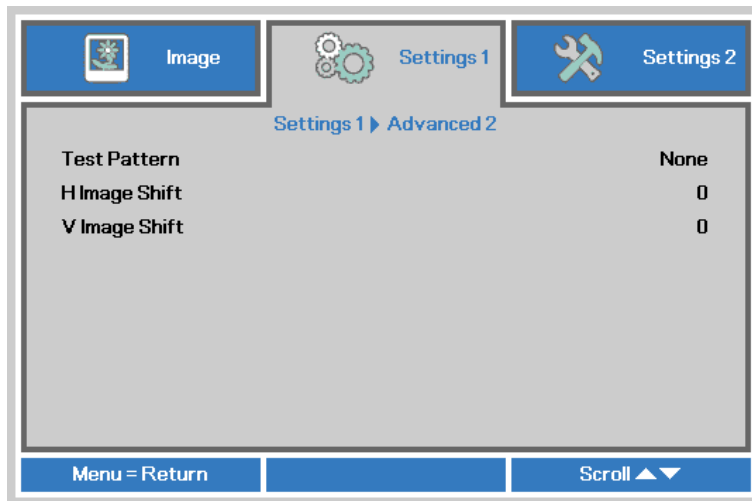 Image Settings 1 Settings 2
Settings 1 Advanced 2
Test Pattern None
H Image Shift 0
V Image Shift 0
Menu = Return Scroll